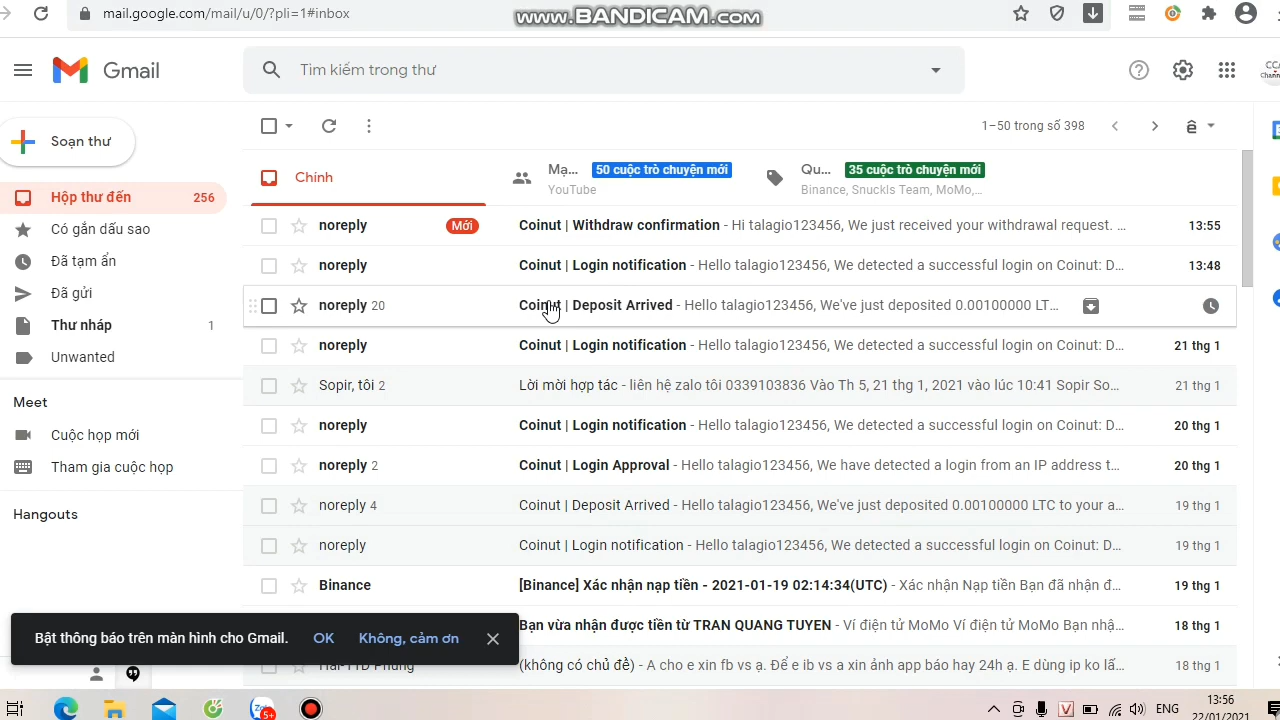 mail.google.com/mail/u/0/?pli=1#inbox
www.BANDICAM.com
Gmail
Tìm kiếm trong thư
Soạn thư
1–50 trong số 398
Chính
Mạ... 50 cuộc trò chuyện mới
YouTube
Qu... 35 cuộc trò chuyện mới
Binance, Snuckls Team, MoMo,...
Hộp thư đến 256
Có gắn dấu sao
Đã tạm ẩn
Đã gửi
Thư nháp 1
Unwanted
Meet
Cuộc họp mới
Tham gia cuộc họp
Hangouts
noreply Mới Coinut | Withdraw confirmation - Hi talagio123456, We just received your withdrawal request. ... 13:55
noreply Coinut | Login notification - Hello talagio123456, We detected a successful login on Coinut: D... 13:48
noreply 20 Coinut | Deposit Arrived - Hello talagio123456, We've just deposited 0.00100000 LT...
noreply Coinut | Login notification - Hello talagio123456, We detected a successful login on Coinut: D... 21 thg 1
Sopir, tôi 2 Lời mời hợp tác - liên hệ zalo tôi 0339103836 Vào Th 5, 21 thg 1, 2021 vào lúc 10:41 Sopir So... 21 thg 1
noreply Coinut | Login notification - Hello talagio123456, We detected a successful login on Coinut: D... 20 thg 1
noreply 2 Coinut | Login Approval - Hello talagio123456, We have detected a login from an IP address t... 20 thg 1
noreply 4 Coinut | Deposit Arrived - Hello talagio123456, We've just deposited 0.00100000 LTC to your a... 19 thg 1
noreply Coinut | Login notification - Hello talagio123456, We detected a successful login on Coinut: D... 19 thg 1
Binance [Binance] Xác nhận nạp tiền - 2021-01-19 02:14:34(UTC) - Xác nhận Nạp tiền Bạn đã nhận đ... 19 thg 1
Bạn vừa nhận được tiền từ TRAN QUANG TUYEN - Ví điện tử MoMo Ví điện tử MoMo Bạn nhậ... 18 thg 1
(không có chủ đề) - A cho e xin fb vs ạ. Để e ib vs a xin ảnh app báo hay 24h ạ. E dùng ip ko lấ... 18 thg 1
Bật thông báo trên màn hình cho Gmail. OK Không, cảm ơn
5+
ENG
13:56
22/01/2021